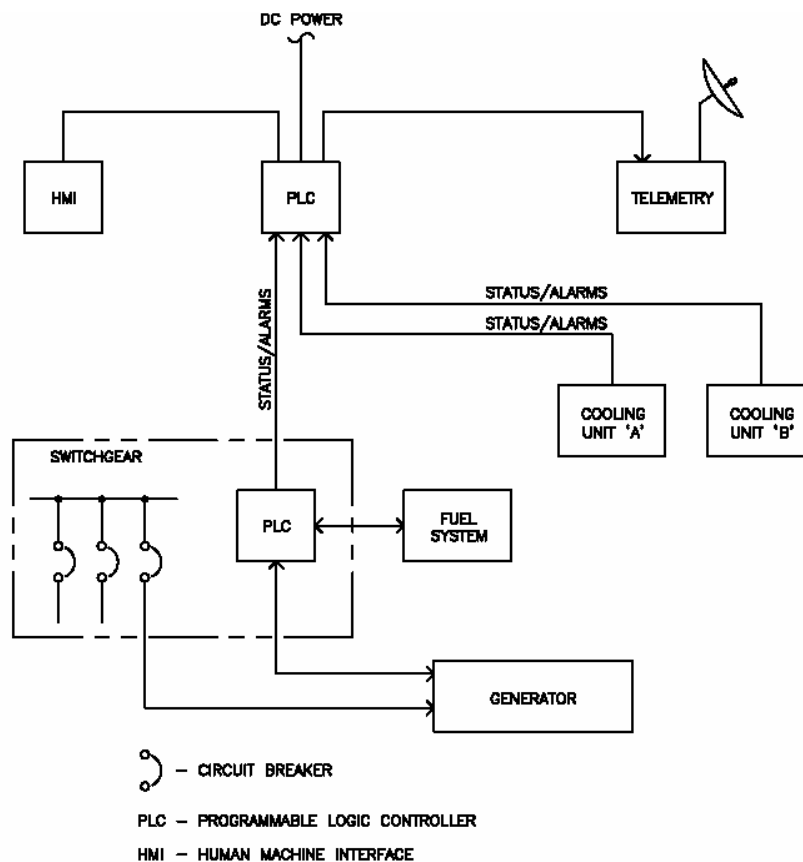 DC POWER
HMI
PLC
TELEMETRY
STATUS/ALARMS
STATUS/ALARMS
STATUS/ALARMS
COOLING
UNIT 'A'
COOLING
UNIT 'B'
SWITCHGEAR
PLC
FUEL
SYSTEM
GENERATOR
– CIRCUIT BREAKER
PLC – PROGRAMMABLE LOGIC CONTROLLER
HMI – HUMAN MACHINE INTERFACE